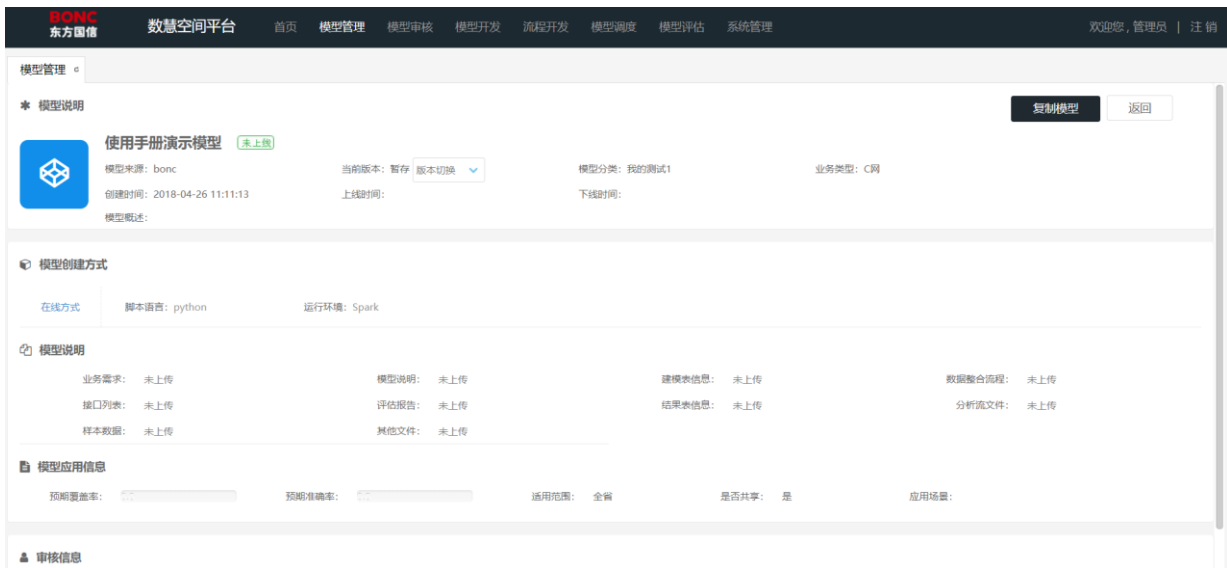 BONC
东方国信 数慧空间平台 首页 模型管理 模型审核 模型开发 流程开发 模型调度 模型评估 系统管理 欢迎您,管理员 | 注 销
模型管理
模型说明 复制模型 返回
使用手册演示模型 未上线
模型来源: bonc 当前版本: 暂存 版本切换 模型分类: 我的测试1 业务类型: C网
创建时间: 2018-04-26 11:11:13 上线时间: 下线时间:
模型概述:
模型创建方式
在线方式 脚本语言: python 运行环境: Spark
模型说明
业务需求: 未上传 模型说明: 未上传 建模表信息: 未上传 数据整合流程: 未上传
接口列表: 未上传 评估报告: 未上传 结果表信息: 未上传 分析流文件: 未上传
样本数据: 未上传 其他文件: 未上传
模型应用信息
预期覆盖率: 预期准确率: 适用范围: 全省 是否共享: 是 应用场景:
审核信息